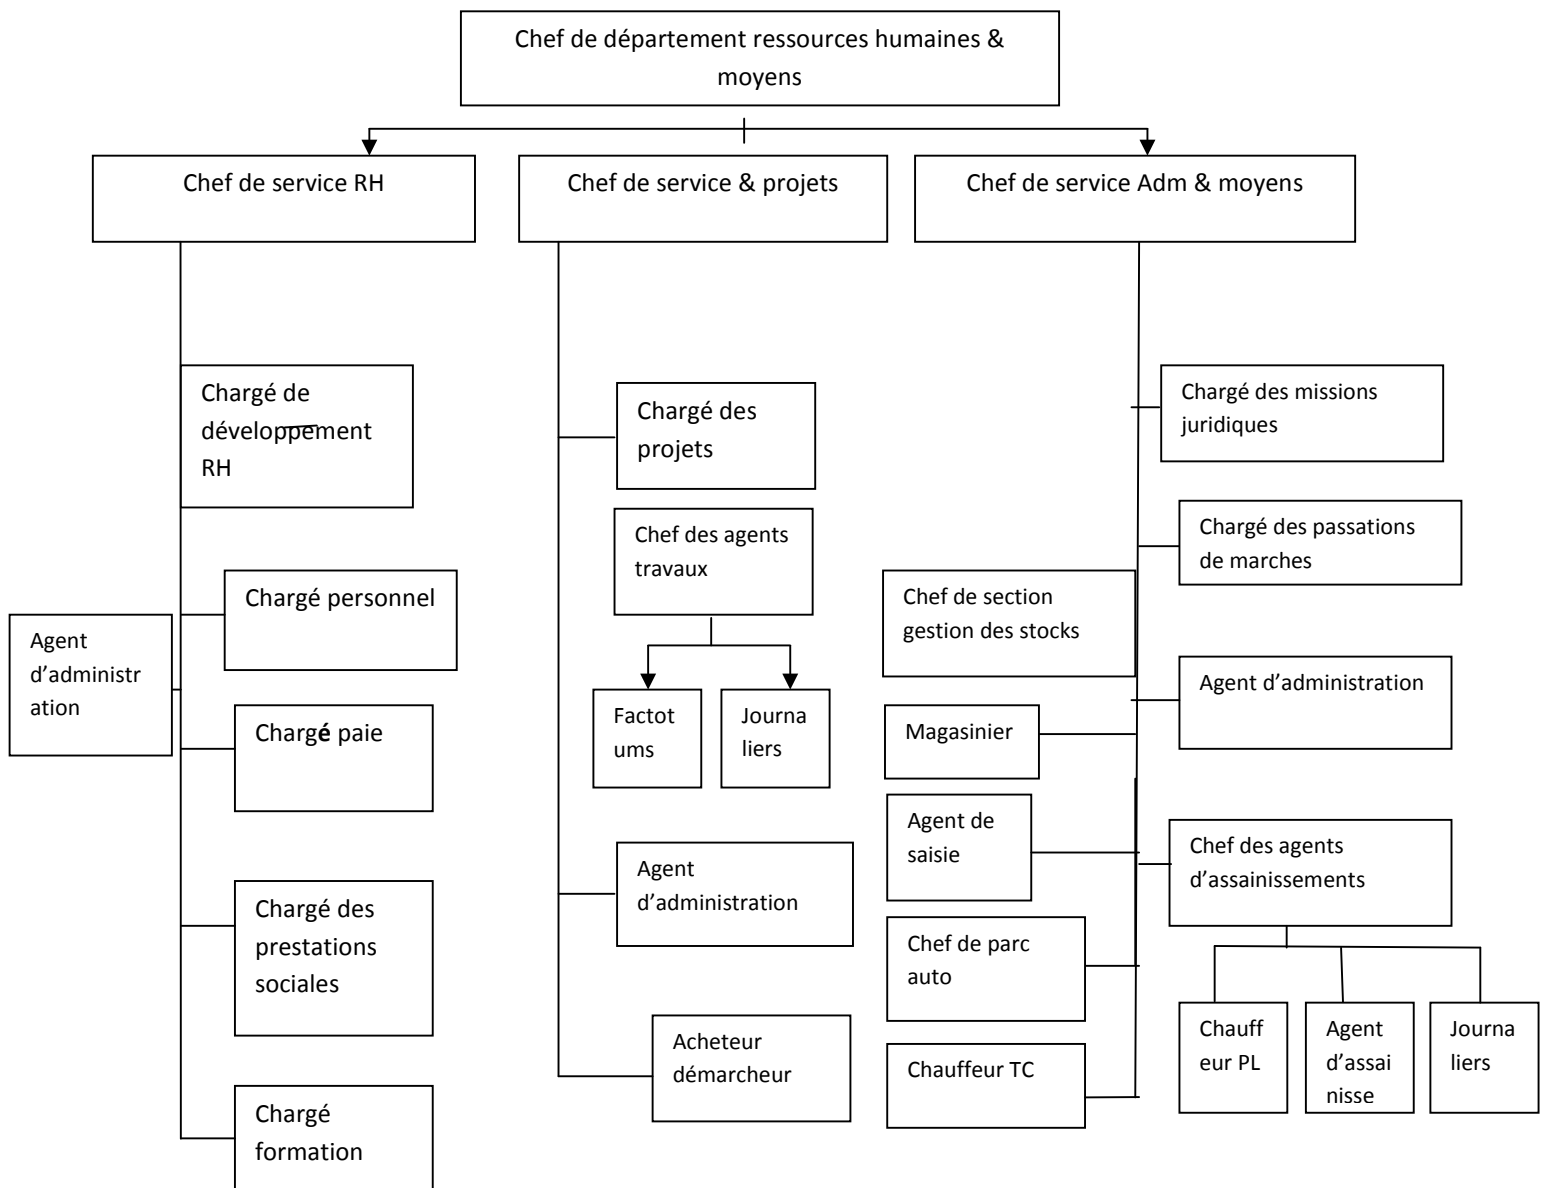 Chef de département ressources humaines &
moyens
Chef de service RH
Chef de service & projets
Chef de service Adm & moyens
Chargé de
développement
RH
Chargé personnel
Agent
d’administr
ation
Chargé paie
Chargé des
prestations
sociales
Chargé
formation
Chargé des
projets
Chef des agents
travaux
Factot
ums
Journa
liers
Agent
d’administration
Acheteur
démarcheur
Chargé des missions
juridiques
Chargé des passations
de marches
Chef de section
gestion des stocks
Agent d’administration
Magasinier
Agent de
saisie
Chef des agents
d’assainissements
Chef de parc
auto
Chauffeur TC
Chauff
eur PL
Agent
d’assai
nisse
Journa
liers